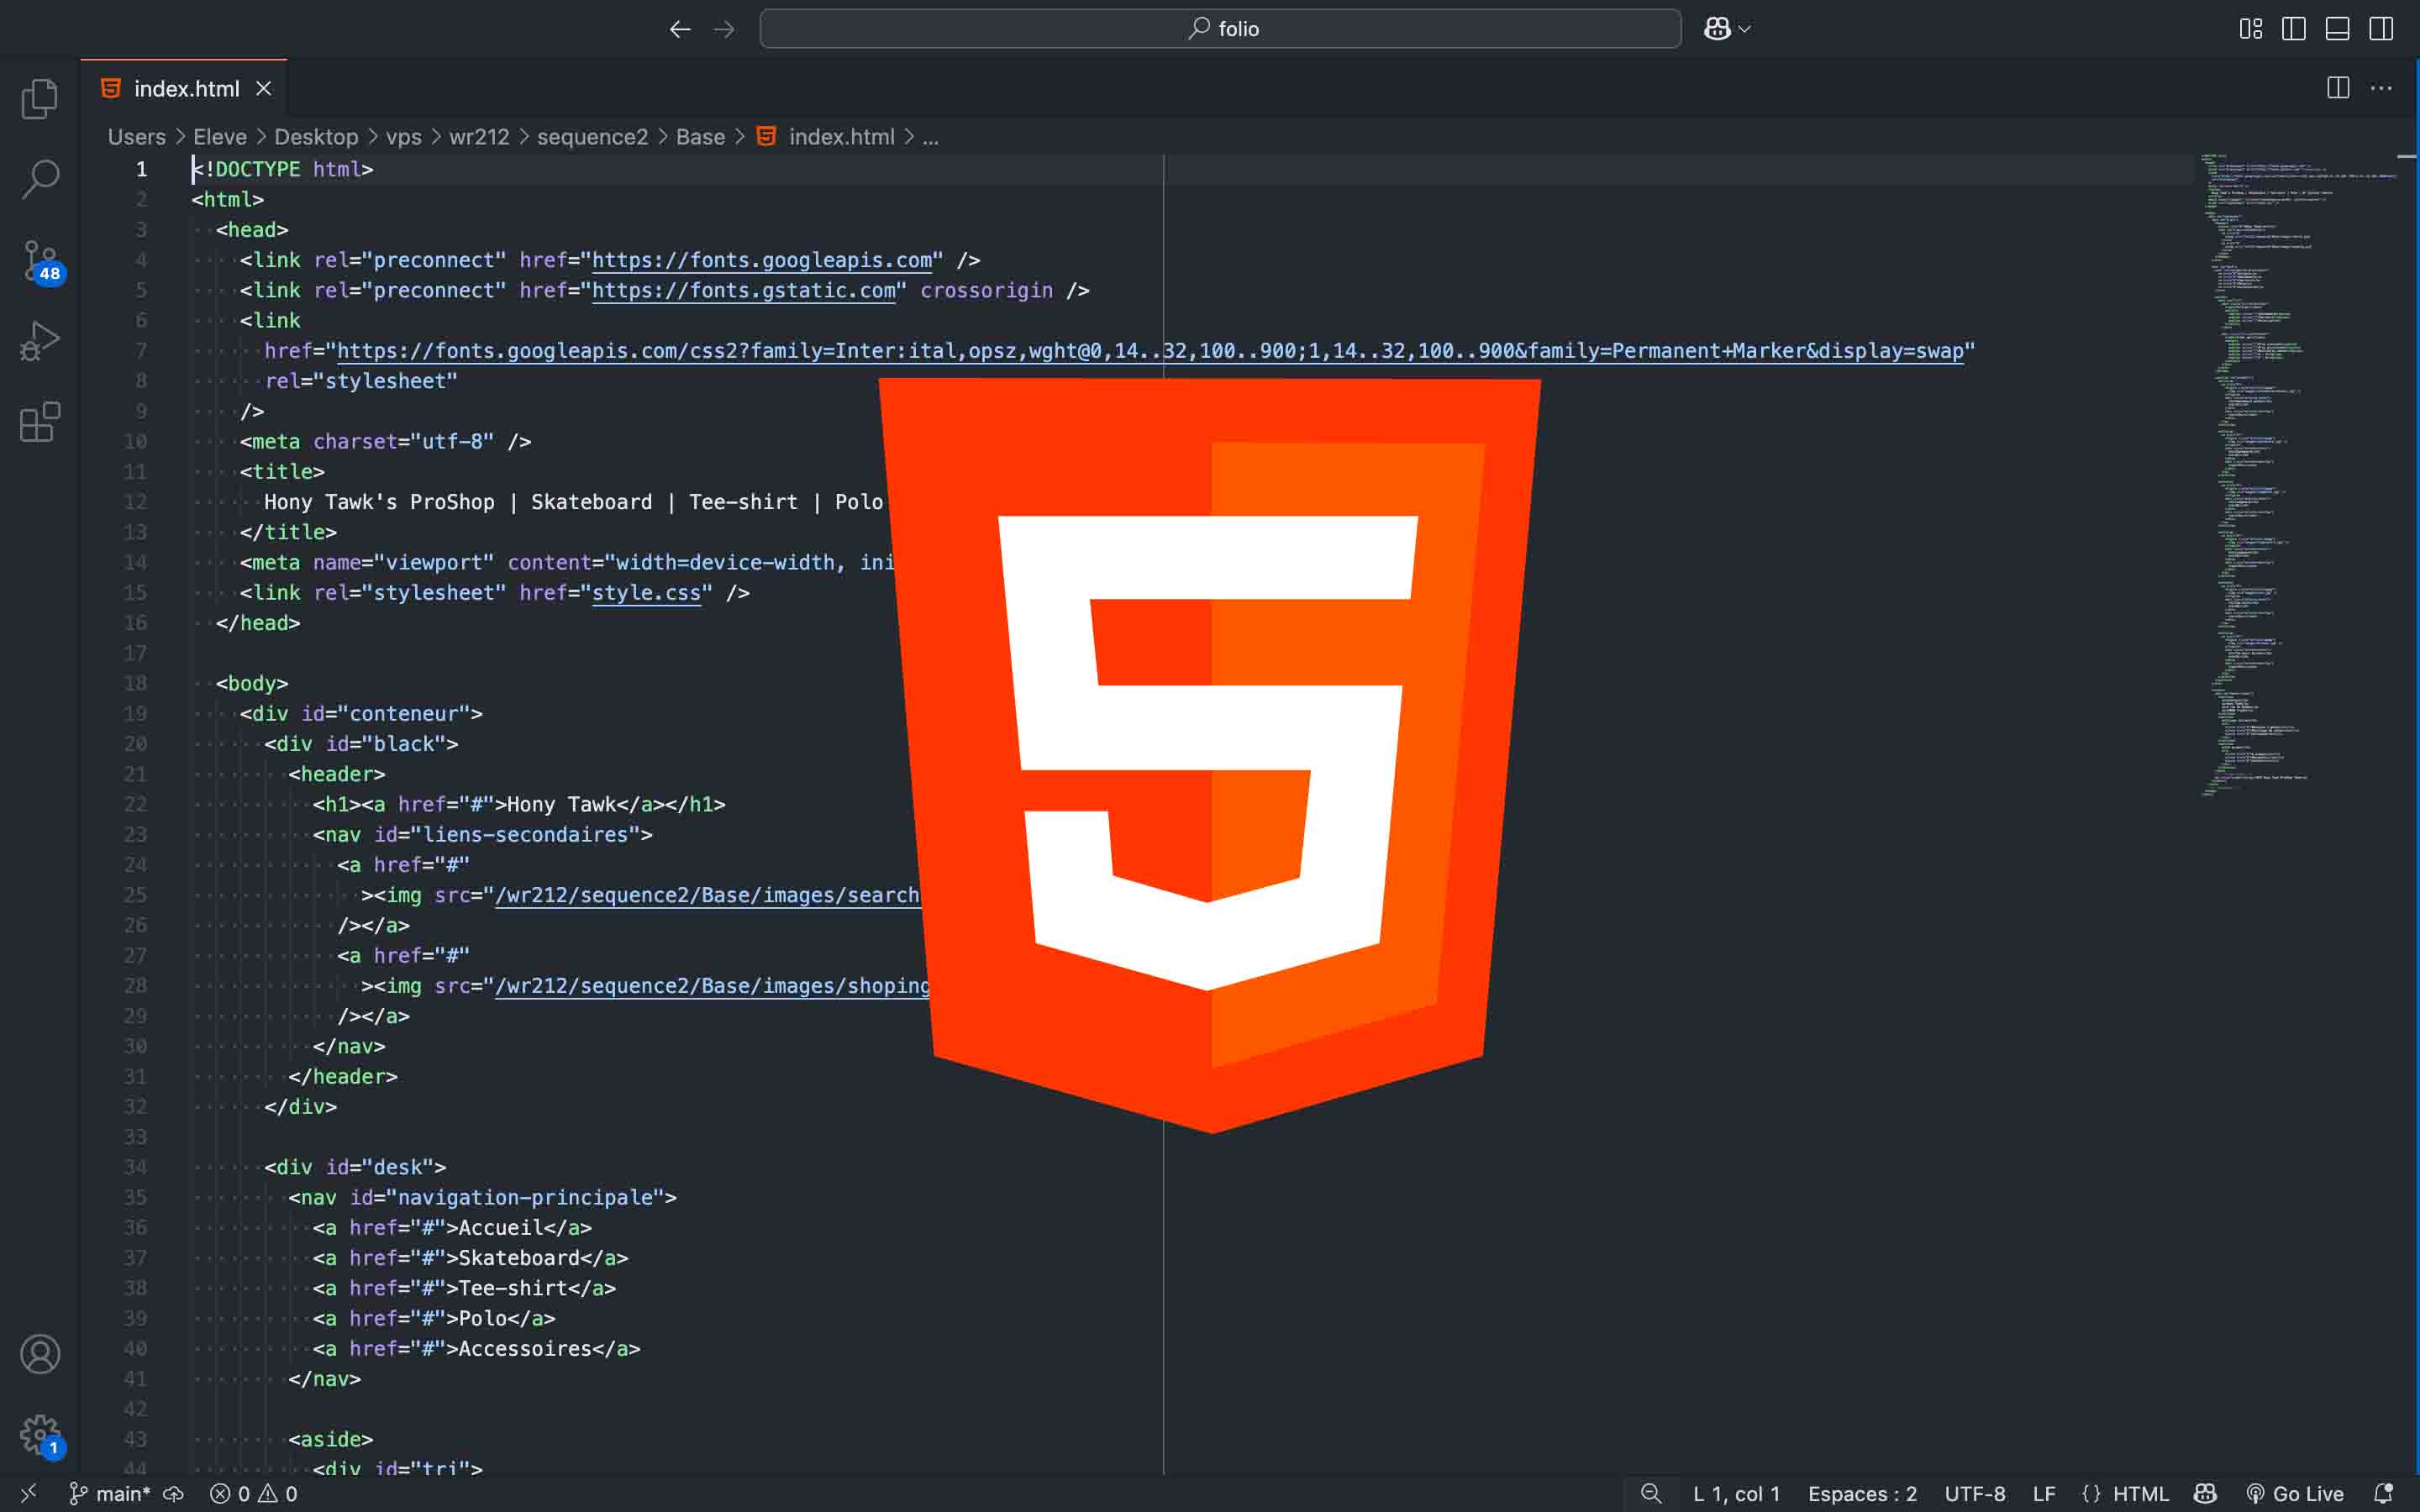 folio
index.html
Users > Eleve > Desktop > vps > wr212 > sequence2 > Base > index.html > ...
1 <!DOCTYPE html>
2 <html>
3 <head>
4 <link rel="preconnect" href="https://fonts.googleapis.com" />
5 <link rel="preconnect" href="https://fonts.gstatic.com" crossorigin />
6 <link
7 href="https://fonts.googleapis.com/css2?family=Inter:ital,opsz,wght@0,14..32,100..900;1,14..32,100..900&family=Permanent+Marker&display=swap"
8 rel="stylesheet"
9 />
10 <meta charset="utf-8" />
11 <title>
12 Hony Tawk's ProShop | Skateboard | Tee-shirt | Polo
13 </title>
14 <meta name="viewport" content="width=device-width, ini
15 <link rel="stylesheet" href="style.css" />
16 </head>
17
18 <body>
19 <div id="conteneur">
20 <div id="black">
21 <header>
22 <h1><a href="#">Hony Tawk</a></h1>
23 <nav id="liens-secondaires">
24 <a href="#"
25 ><img src="/wr212/sequence2/Base/images/search
26 /></a>
27 <a href="#"
28 ><img src="/wr212/sequence2/Base/images/shoping
29 /></a>
30 </nav>
31 </header>
32 </div>
33
34 <div id="desk">
35 <nav id="navigation-principale">
36 <a href="#">Accueil</a>
37 <a href="#">Skateboard</a>
38 <a href="#">Tee-shirt</a>
39 <a href="#">Polo</a>
40 <a href="#">Accessoires</a>
41 </nav>
42
43 <aside>
44 <div id="tri">
48
1
main* 0 0 L 1, col 1 Espaces : 2 UTF-8 LF {} HTML Go Live